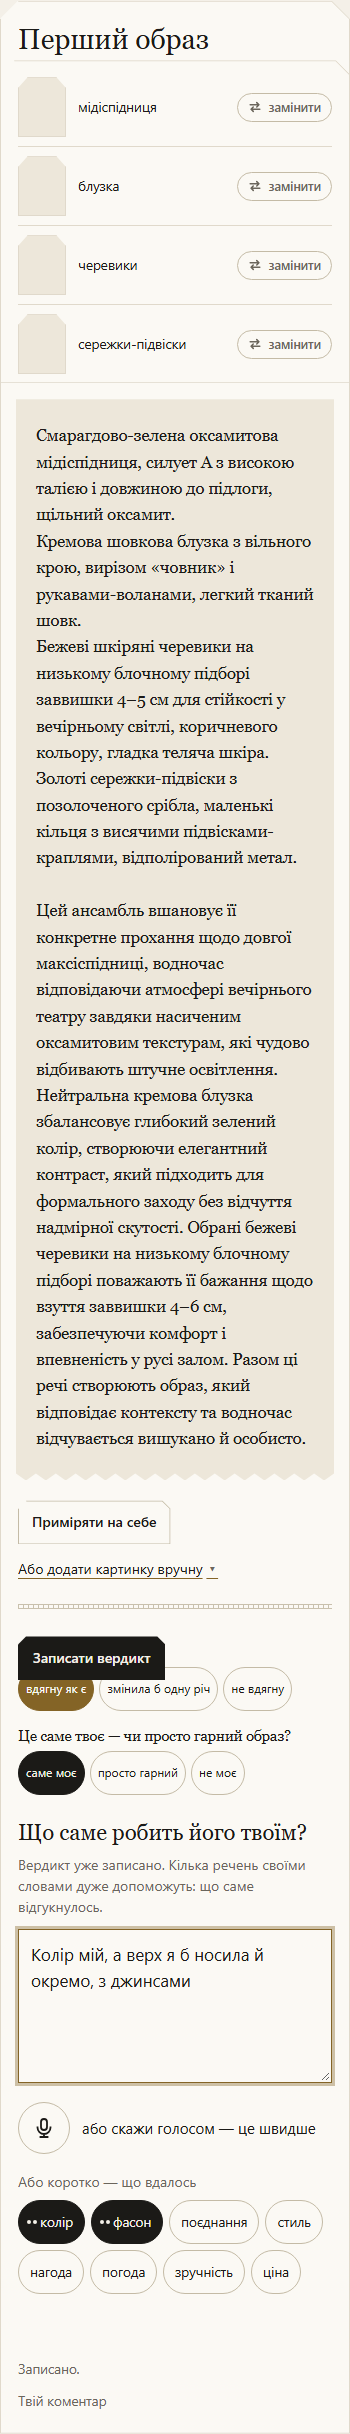 Перший образ
мідіспідниця
замінити
блузка
замінити
черевики
замінити
сережки-підвіски
замінити
Смарагдово-зелена оксамитова
мідіспідниця, силует А з високою
талією і довжиною до підлоги,
щільний оксамит.
Кремова шовкова блузка з вільного
крою, вирізом «човник» і
рукавами-воланами, легкий тканий
шовк.
Бежеві шкіряні черевики на
низькому блочному підборі
заввишки 4–5 см для стійкості у
вечірньому світлі, коричневого
кольору, гладка теляча шкіра.
Золоті сережки-підвіски з
позолоченого срібла, маленькі
кільця з висячими підвісками-
краплями, відполірований метал.
Цей ансамбль вшановує її
конкретне прохання щодо довгої
максіспідниці, водночас
відповідаючи атмосфері вечірнього
театру завдяки насиченим
оксамитовим текстурам, які чудово
відбивають штучне освітлення.
Нейтральна кремова блузка
збалансовує глибокий зелений
колір, створюючи елегантний
контраст, який підходить для
формального заходу без відчуття
надмірної скутості. Обрані бежеві
черевики на низькому блочному
підборі поважають її бажання щодо
взуття заввишки 4–6 см,
забезпечуючи комфорт і
впевненість у русі залом. Разом ці
речі створюють образ, який
відповідає контексту та водночас
відчувається вишукано й особисто.
Приміряти на себе
Або додати картинку вручну
Записати вердикт
вдягну як є
змінила б одну річ
не вдягну
Це саме твоє — чи просто гарний образ?
саме моє
просто гарний
не моє
Що саме робить його твоїм?
Вердикт уже записано. Кілька речень своїми
словами дуже допоможуть: що саме
відгукнулось.
Колір мій, а верх я б носила й
окремо, з джинсами
або скажи голосом — це швидше
Або коротко — що вдалось
колір
фасон
поєднання
стиль
нагода
погода
зручність
ціна
Записано.
Твій коментар